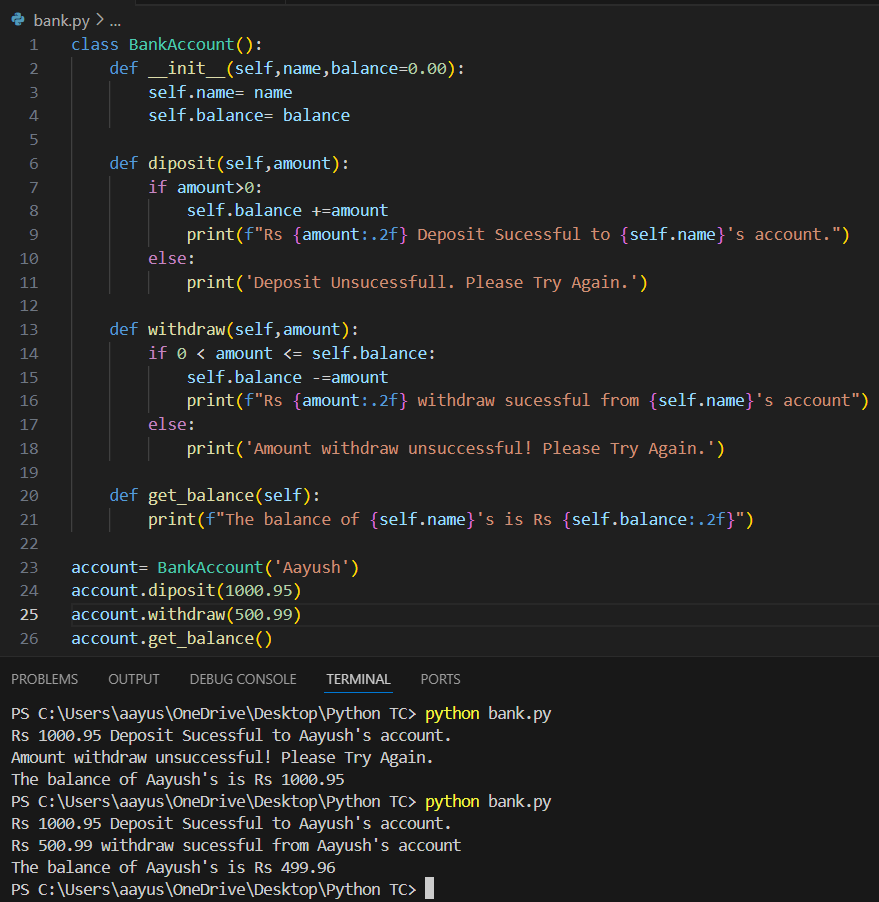 bank.py > ...
1 class BankAccount():
2     def __init__(self,name,balance=0.00):
3         self.name= name
4         self.balance= balance
5
6     def diposit(self,amount):
7         if amount>0:
8             self.balance +=amount
9             print(f"Rs {amount:.2f} Deposit Sucessful to {self.name}'s account.")
10         else:
11             print('Deposit Unsucessfull. Please Try Again.')
12
13     def withdraw(self,amount):
14         if 0 < amount <= self.balance:
15             self.balance -=amount
16             print(f"Rs {amount:.2f} withdraw sucessful from {self.name}'s account")
17         else:
18             print('Amount withdraw unsuccessful! Please Try Again.')
19
20     def get_balance(self):
21         print(f"The balance of {self.name}'s is Rs {self.balance:.2f}")
22
23 account= BankAccount('Aayush')
24 account.diposit(1000.95)
25 account.withdraw(500.99)
26 account.get_balance()
PROBLEMS OUTPUT DEBUG CONSOLE TERMINAL PORTS
PS C:\Users\aayus\OneDrive\Desktop\Python TC> python bank.py
Rs 1000.95 Deposit Sucessful to Aayush's account.
Amount withdraw unsuccessful! Please Try Again.
The balance of Aayush's is Rs 1000.95
PS C:\Users\aayus\OneDrive\Desktop\Python TC> python bank.py
Rs 1000.95 Deposit Sucessful to Aayush's account.
Rs 500.99 withdraw sucessful from Aayush's account
The balance of Aayush's is Rs 499.96
PS C:\Users\aayus\OneDrive\Desktop\Python TC>